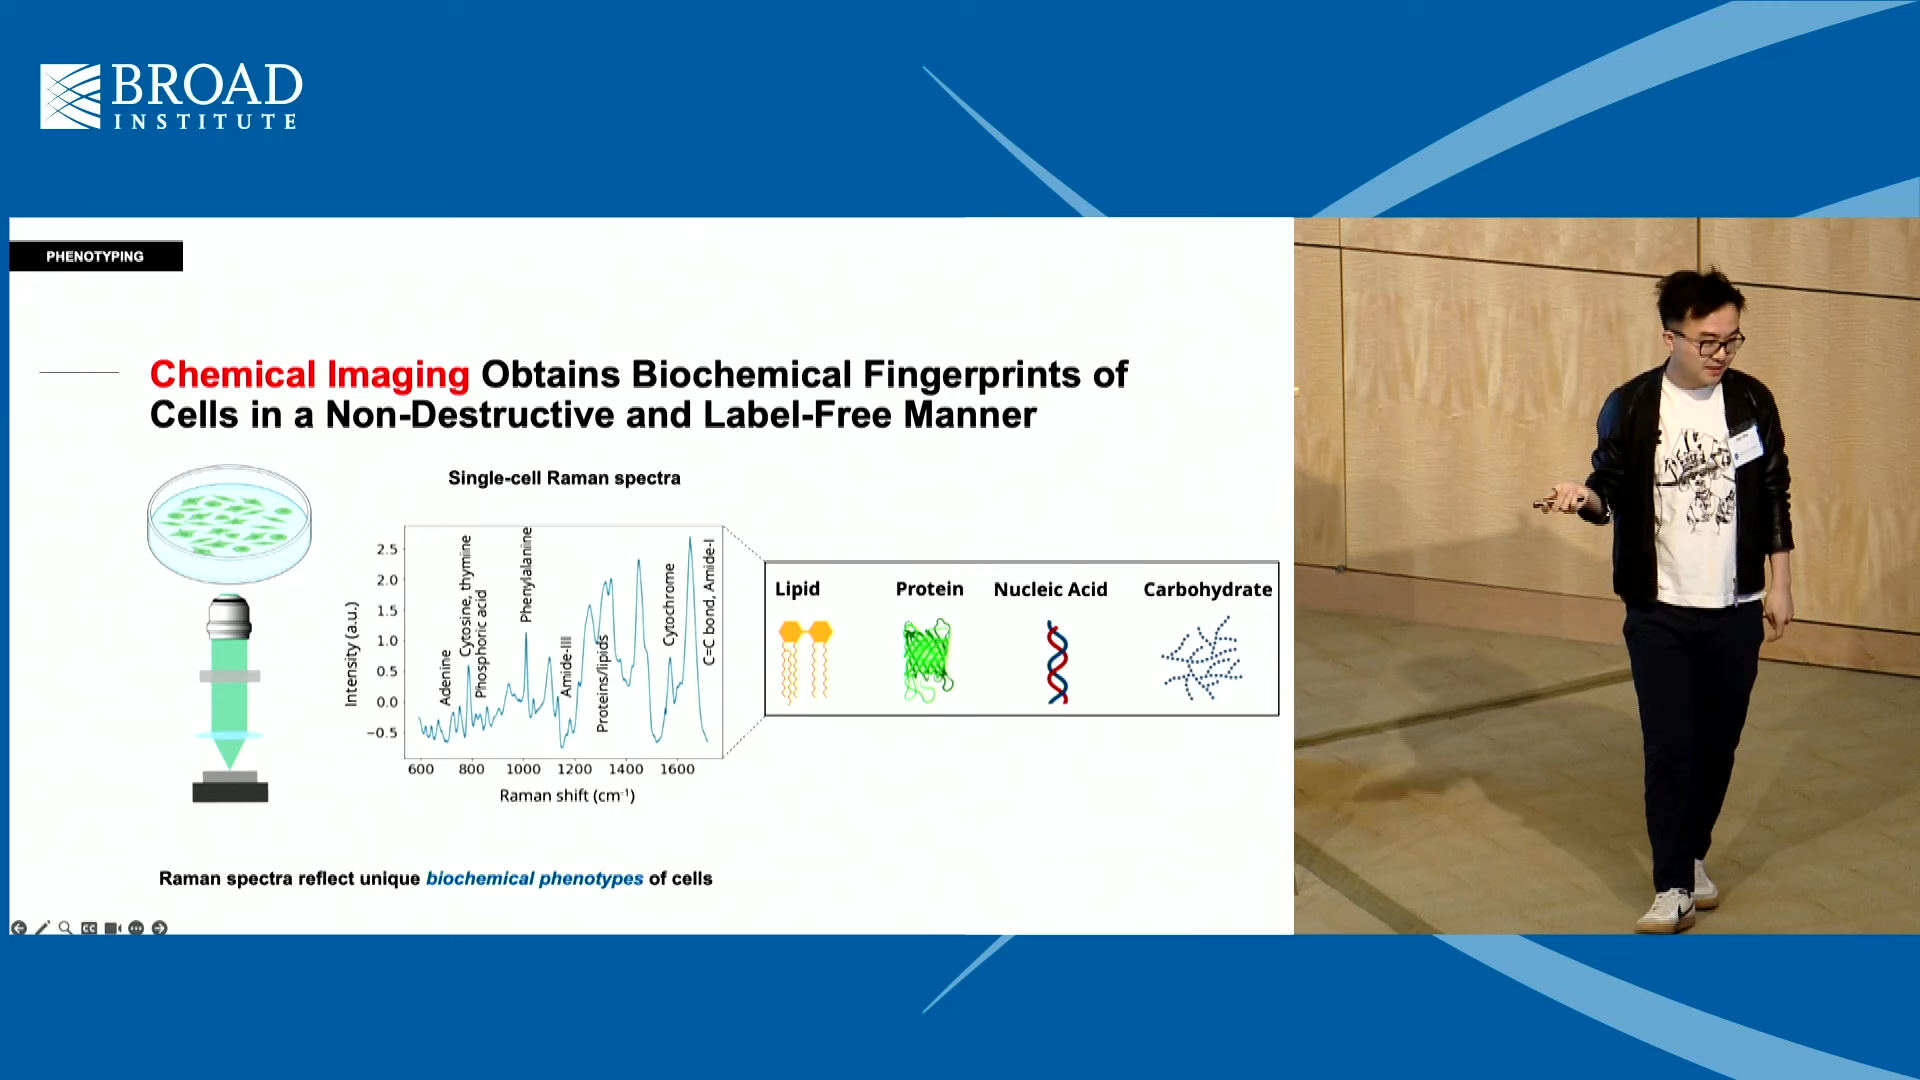 BROAD
INSTITUTE
PHENOTYPING
Chemical Imaging Obtains Biochemical Fingerprints of
Cells in a Non-Destructive and Label-Free Manner
Single-cell Raman spectra
Intensity (a.u.)
2.5
2.0
1.5
1.0
0.5
0.0
−0.5
Adenine
Cytosine, thymine
Phosphoric acid
Phenylalanine
Amide-III
Proteins/lipids
Cytochrome
C=C bond, Amide-I
600 800 1000 1200 1400 1600
Raman shift (cm⁻¹)
Lipid Protein Nucleic Acid Carbohydrate
Raman spectra reflect unique biochemical phenotypes of cells
CC